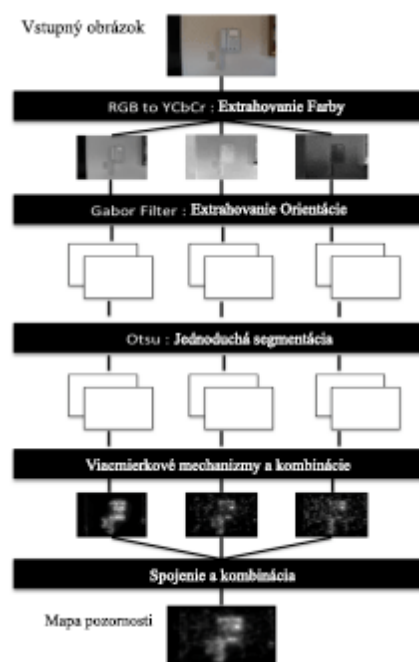 Vstupný obrázok
RGB to YCbCr : Extrahovanie Farby
Gabor Filter : Extrahovanie Orientácie
Otsu : Jednoduchá segmentácia
Viacmierkové mechanizmy a kombinácie
Spojenie a kombinácia
Mapa pozornosti